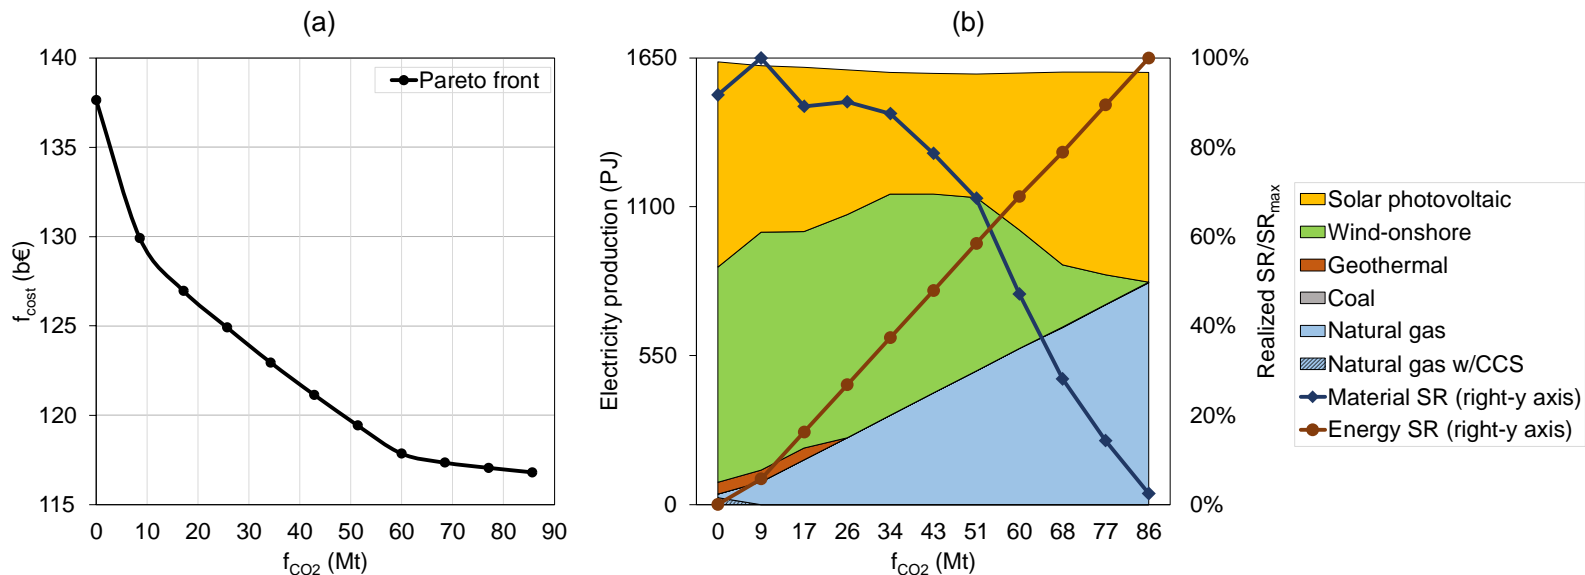 (a)
140
135
130
125
120
115
f_cost (b€)
0 10 20 30 40 50 60 70 80 90
f_CO2 (Mt)
Pareto front
(b)
1650
1100
550
0
Electricity production (PJ)
0 9 17 26 34 43 51 60 68 77 86
f_CO2 (Mt)
100%
80%
60%
40%
20%
0%
Realized SR/SR_max
Solar photovoltaic
Wind-onshore
Geothermal
Coal
Natural gas
Natural gas w/CCS
Material SR (right-y axis)
Energy SR (right-y axis)